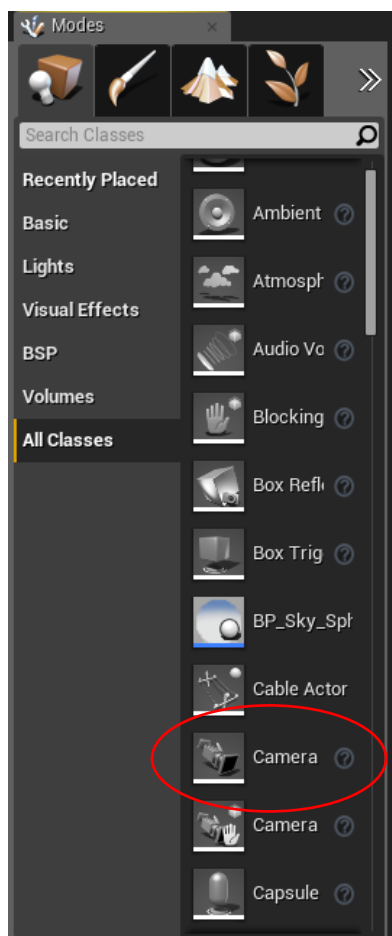 Modes
Search Classes
Recently Placed
Basic
Lights
Visual Effects
BSP
Volumes
All Classes
Ambient
Atmosph
Audio Vo
Blocking
Box Refl
Box Trig
BP_Sky_Sph
Cable Actor
Camera
Camera
Capsule